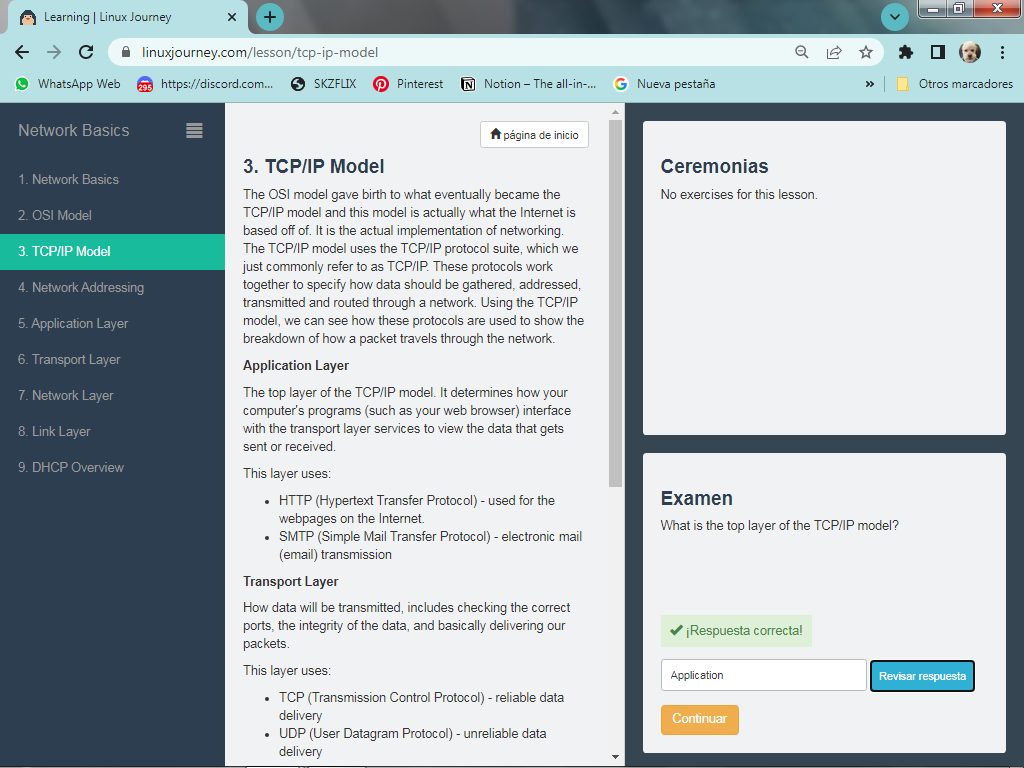 Learning | Linux Journey
linuxjourney.com/lesson/tcp-ip-model
WhatsApp Web
295
https://discord.com...
SKZFLIX
Pinterest
Notion – The all-in-...
Nueva pestaña
»
Otros marcadores
Network Basics
1. Network Basics
2. OSI Model
3. TCP/IP Model
4. Network Addressing
5. Application Layer
6. Transport Layer
7. Network Layer
8. Link Layer
9. DHCP Overview
página de inicio
3. TCP/IP Model
The OSI model gave birth to what eventually became the
TCP/IP model and this model is actually what the Internet is
based off of. It is the actual implementation of networking.
The TCP/IP model uses the TCP/IP protocol suite, which we
just commonly refer to as TCP/IP. These protocols work
together to specify how data should be gathered, addressed,
transmitted and routed through a network. Using the TCP/IP
model, we can see how these protocols are used to show the
breakdown of how a packet travels through the network.
Application Layer
The top layer of the TCP/IP model. It determines how your
computer's programs (such as your web browser) interface
with the transport layer services to view the data that gets
sent or received.
This layer uses:
• HTTP (Hypertext Transfer Protocol) - used for the
webpages on the Internet.
• SMTP (Simple Mail Transfer Protocol) - electronic mail
(email) transmission
Transport Layer
How data will be transmitted, includes checking the correct
ports, the integrity of the data, and basically delivering our
packets.
This layer uses:
• TCP (Transmission Control Protocol) - reliable data
delivery
• UDP (User Datagram Protocol) - unreliable data
delivery
Ceremonias
No exercises for this lesson.
Examen
What is the top layer of the TCP/IP model?
¡Respuesta correcta!
Application
Revisar respuesta
Continuar